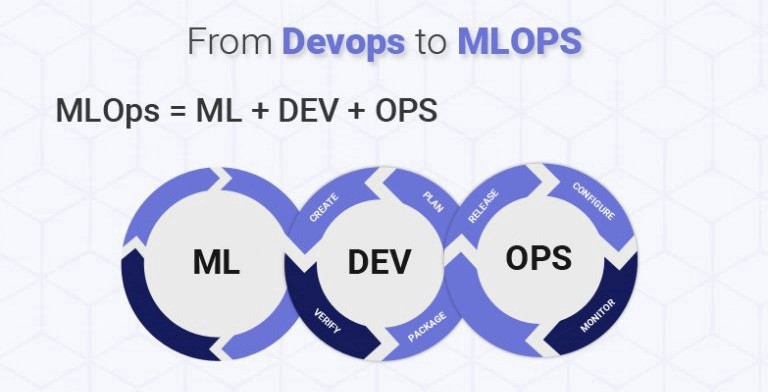 From Devops to MLOPS
MLOps = ML + DEV + OPS
ML
CREATE
PLAN
DEV
VERIFY
PACKAGE
RELEASE
CONFIGURE
OPS
MONITOR